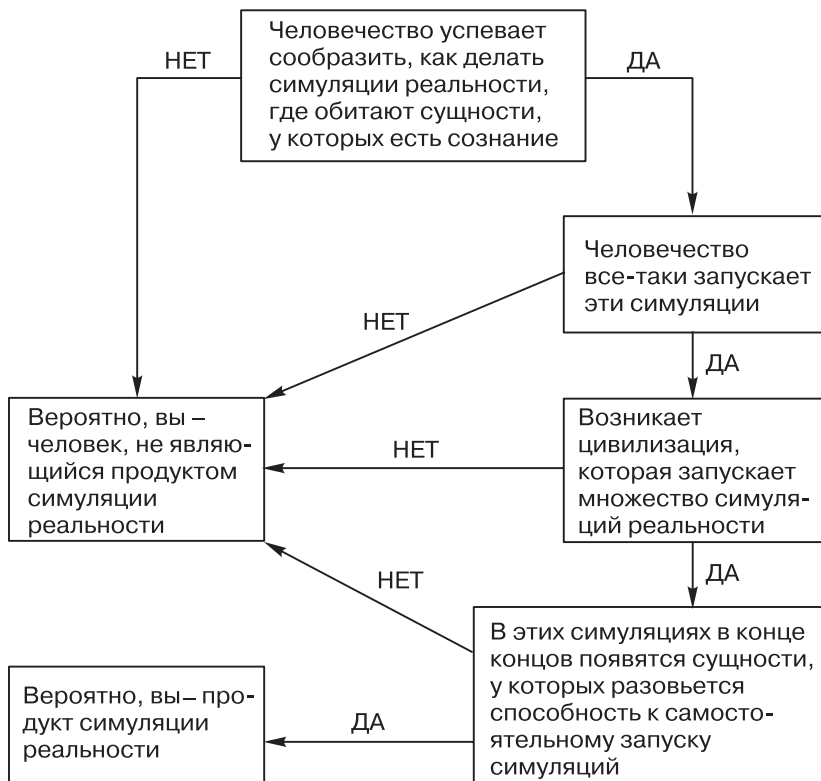 Человечество успевает
сообразить, как делать
симуляции реальности,
где обитают сущности,
у которых есть сознание
НЕТ
ДА
Человечество
все-таки запускает
эти симуляции
НЕТ
ДА
Вероятно, вы –
человек, не являю-
щийся продуктом
симуляции
реальности
НЕТ
Возникает
цивилизация,
которая запускает
множество симуля-
ций реальности
ДА
НЕТ
В этих симуляциях в конце
концов появятся сущности,
у которых разовьется
способность к самосто-
ятельному запуску
симуляций
Вероятно, вы – про-
дукт симуляции
реальности
ДА